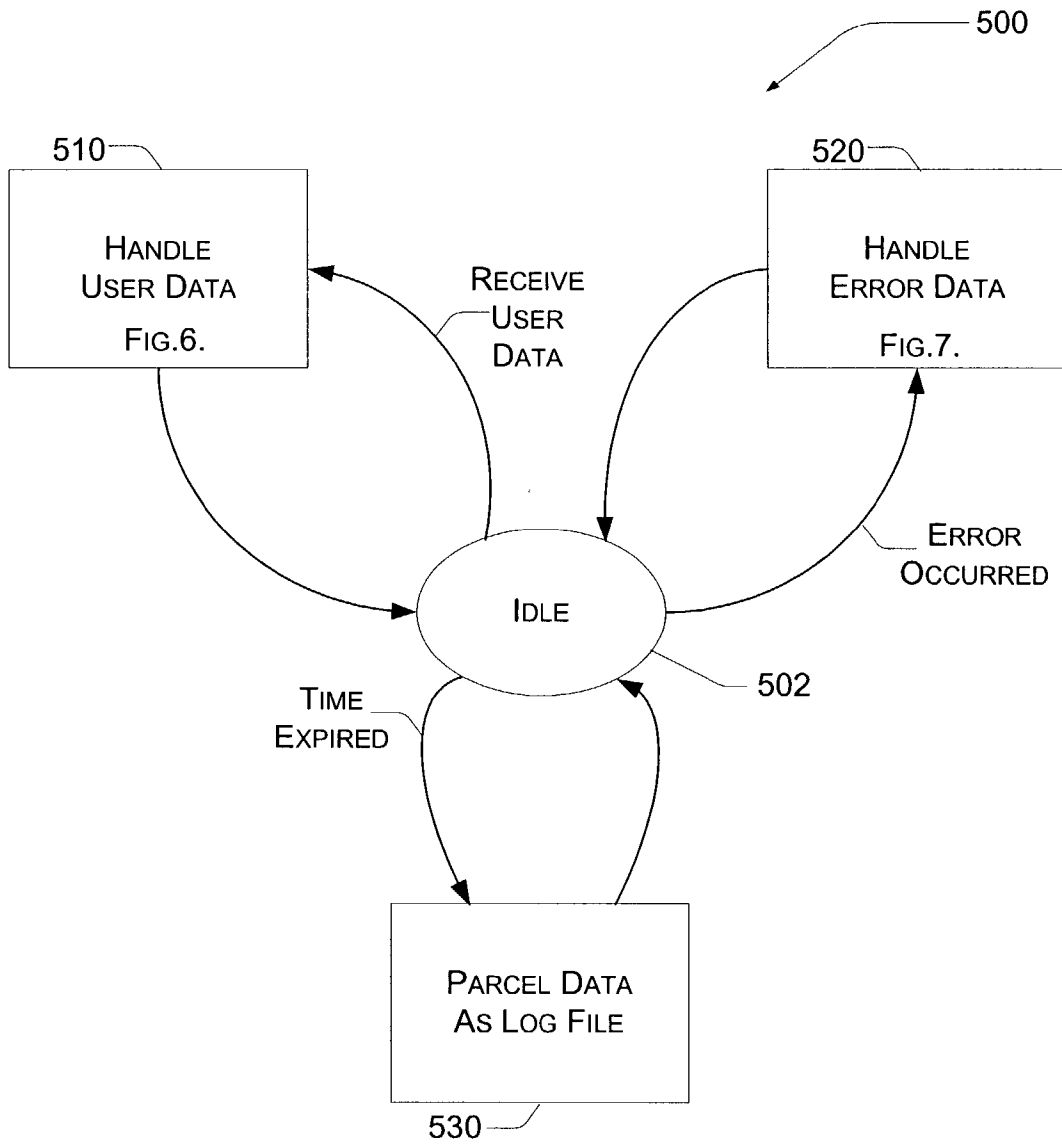 500
510
HANDLE
USER DATA
FIG.6.
RECEIVE
USER
DATA
520
HANDLE
ERROR DATA
FIG.7.
ERROR
OCCURRED
IDLE
502
TIME
EXPIRED
PARCEL DATA
AS LOG FILE
530